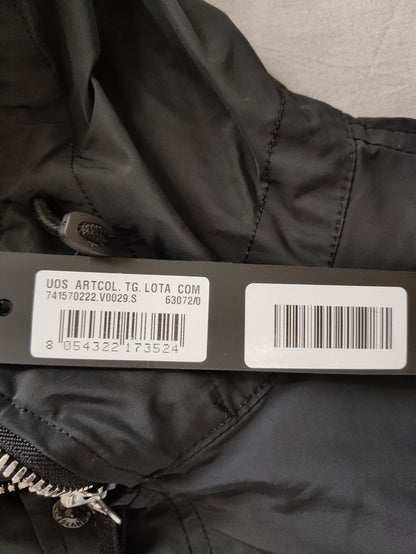 UOS ARTCOL. TG. LOTA COM
741570222.V0029.S 63072/0
8 054322 173524